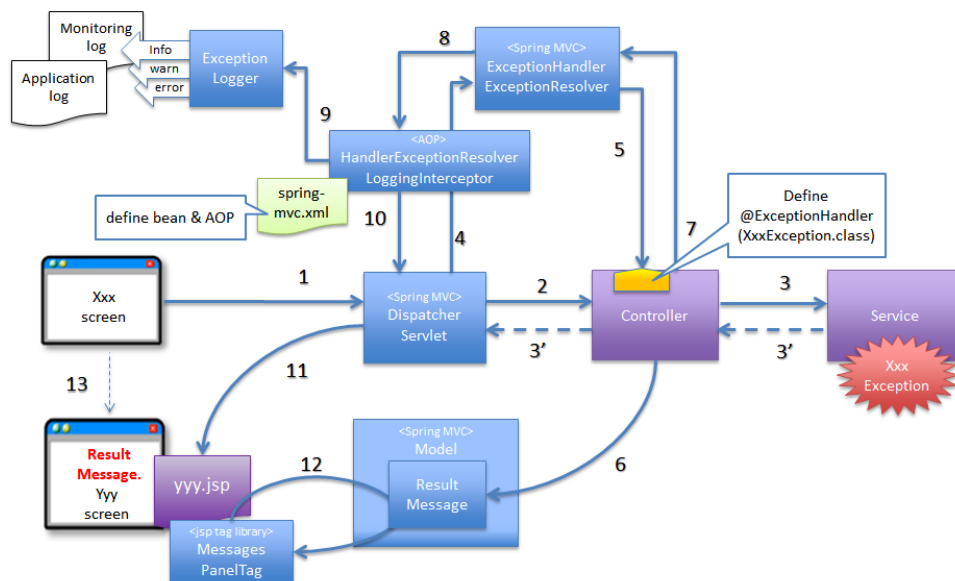 Monitoring
log
Application
log
Info
warn
error
Exception
Logger
9
8
<Spring MVC>
ExceptionHandler
ExceptionResolver
<AOP>
HandlerExceptionResolver
LoggingInterceptor
spring-
mvc.xml
define bean & AOP
10
4
5
7
Define
@ExceptionHandler
(XxxException.class)
Xxx
screen
1
<Spring MVC>
Dispatcher
Servlet
2
3’
Controller
3
3’
Service
Xxx
Exception
13
11
Result
Message.
Yyy
screen
yyy.jsp
<jsp tag library>
Messages
PanelTag
12
<Spring MVC>
Model
Result
Message
6